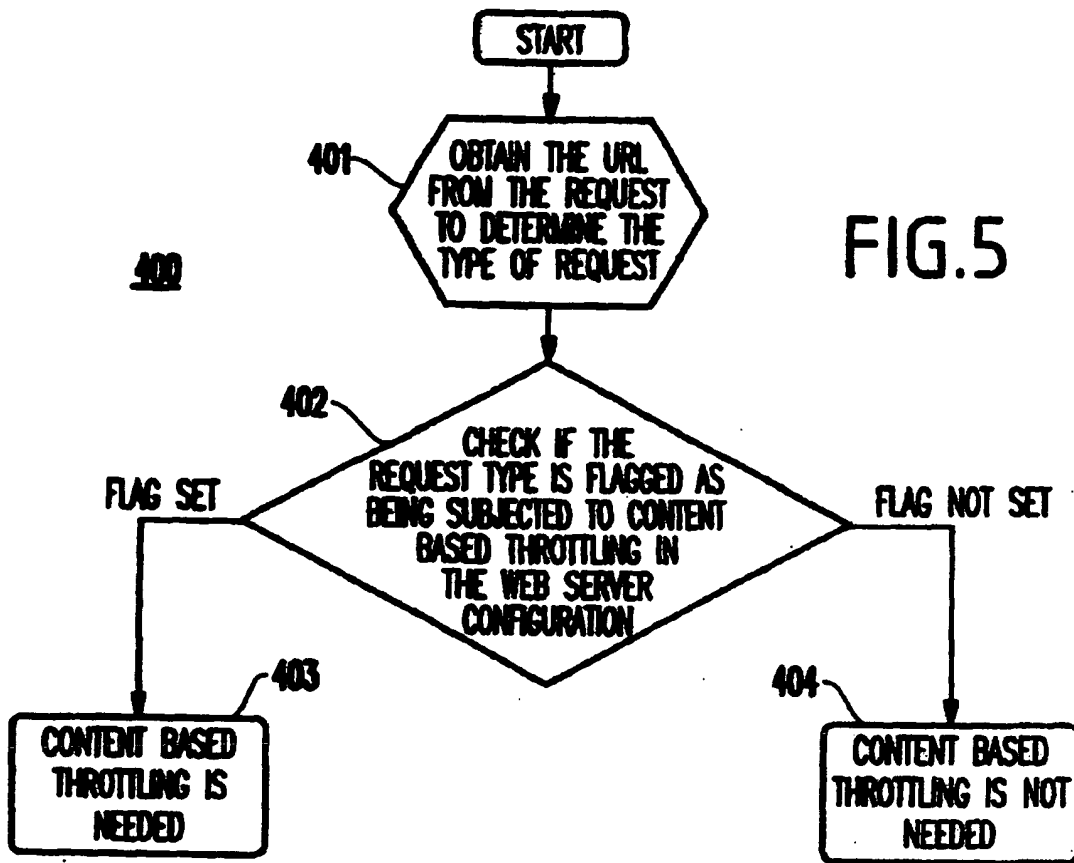 START
401
OBTAIN THE URL
FROM THE REQUEST
TO DETERMINE THE
TYPE OF REQUEST
400
FIG.5
402
CHECK IF THE
REQUEST TYPE IS FLAGGED AS
BEING SUBJECTED TO CONTENT
BASED THROTTLING IN
THE WEB SERVER
CONFIGURATION
FLAG SET
FLAG NOT SET
403
CONTENT BASED
THROTTLING IS
NEEDED
404
CONTENT BASED
THROTTLING IS NOT
NEEDED